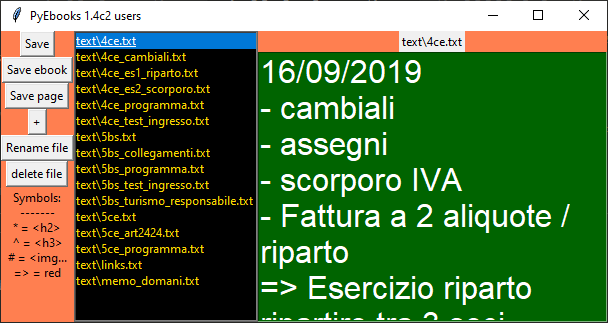 PyEbooks 1.4c2 users
Save
Save ebook
Save page
+
Rename file
delete file
Symbols:
-------
* = <h2>
^ = <h3>
# = <img...
=> = red
text\4ce.txt
text\4ce_cambiali.txt
text\4ce_es1_riparto.txt
text\4ce_es2_scorporo.txt
text\4ce_programma.txt
text\4ce_test_ingresso.txt
text\5bs.txt
text\5bs_collegamenti.txt
text\5bs_programma.txt
text\5bs_test_ingresso.txt
text\5bs_turismo_responsabile.txt
text\5ce.txt
text\5ce_art2424.txt
text\5ce_programma.txt
text\links.txt
text\memo_domani.txt
text\4ce.txt
16/09/2019
- cambiali
- assegni
- scorporo IVA
- Fattura a 2 aliquote /
riparto
=> Esercizio riparto
ripartire tra 3 soci